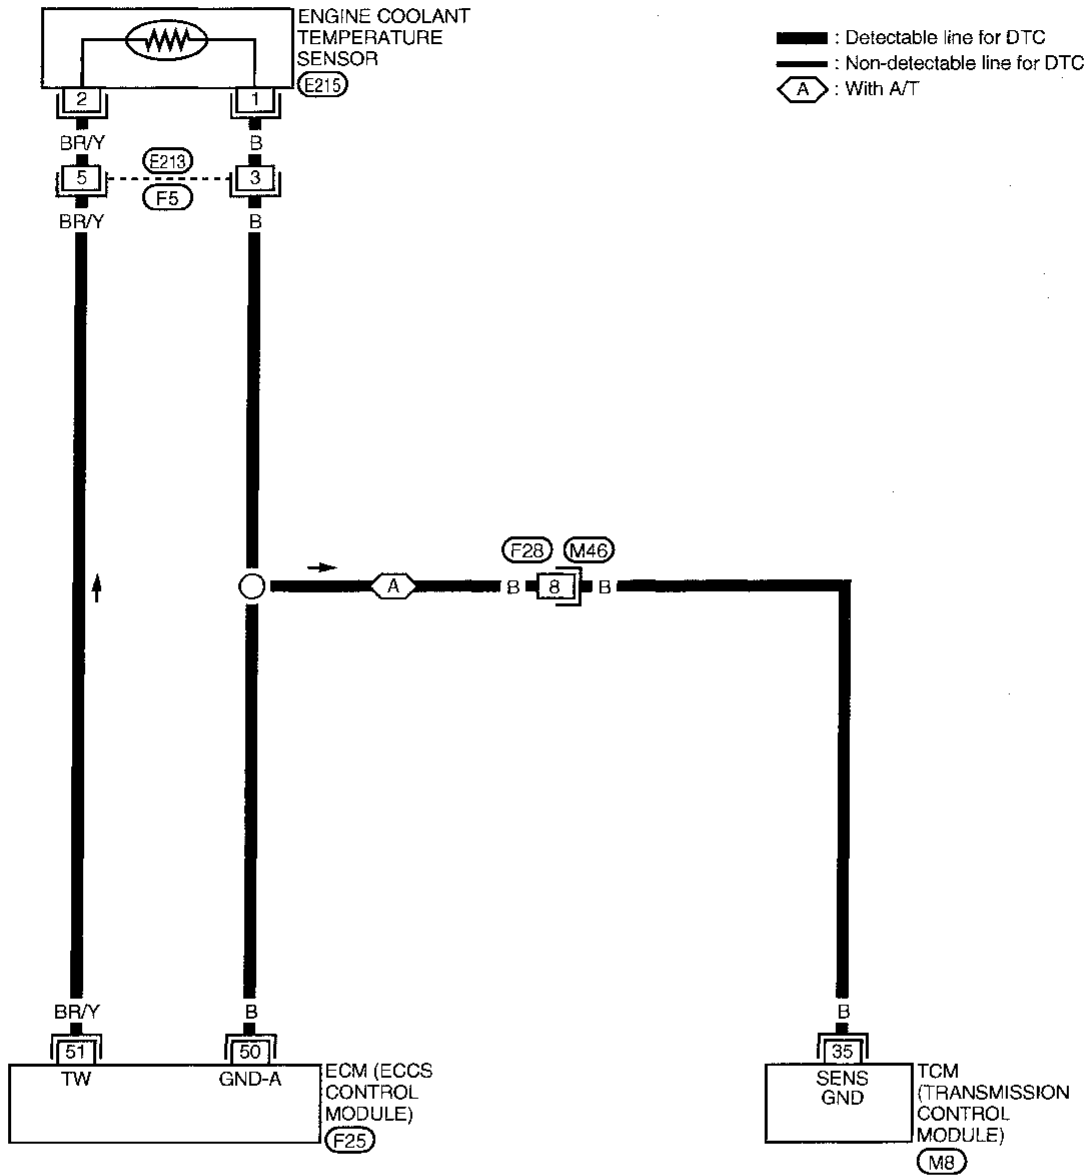 ENGINE COOLANT
TEMPERATURE
SENSOR
E215
: Detectable line for DTC
: Non-detectable line for DTC
A : With A/T
2 1
BR/Y B
5 E213 3
F5
BR/Y B
F28 M46
A B 8 B
BR/Y B B
51 50 35
TW GND-A
ECM (ECCS
CONTROL
MODULE)
F25
SENS
GND
TCM
(TRANSMISSION
CONTROL
MODULE)
M8